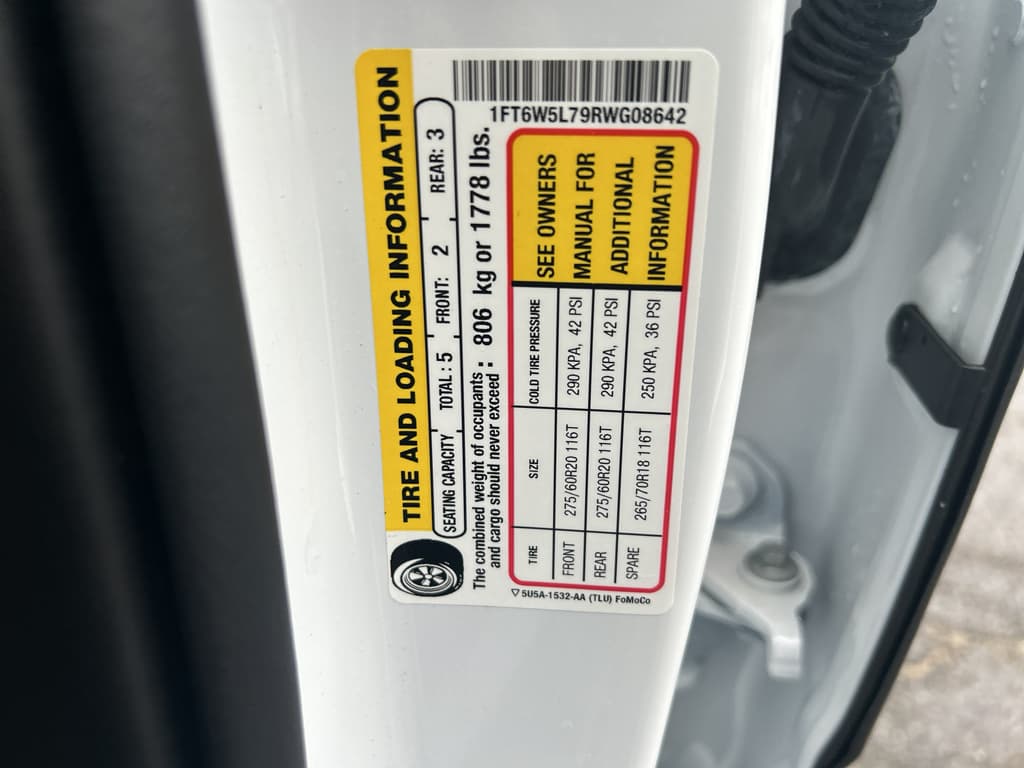 1FT6W5L79RWG08642
TIRE AND LOADING INFORMATION
SEATING CAPACITY TOTAL: 5 FRONT: 2 REAR: 3
The combined weight of occupants
and cargo should never exceed : 806 kg or 1778 lbs.
TIRE SIZE COLD TIRE PRESSURE
FRONT 275/60R20 116T 290 KPA, 42 PSI
REAR 275/60R20 116T 290 KPA, 42 PSI
SPARE 265/70R18 116T 250 KPA, 36 PSI
SEE OWNERS
MANUAL FOR
ADDITIONAL
INFORMATION
5U5A-1532-AA (TLU) FoMoCo